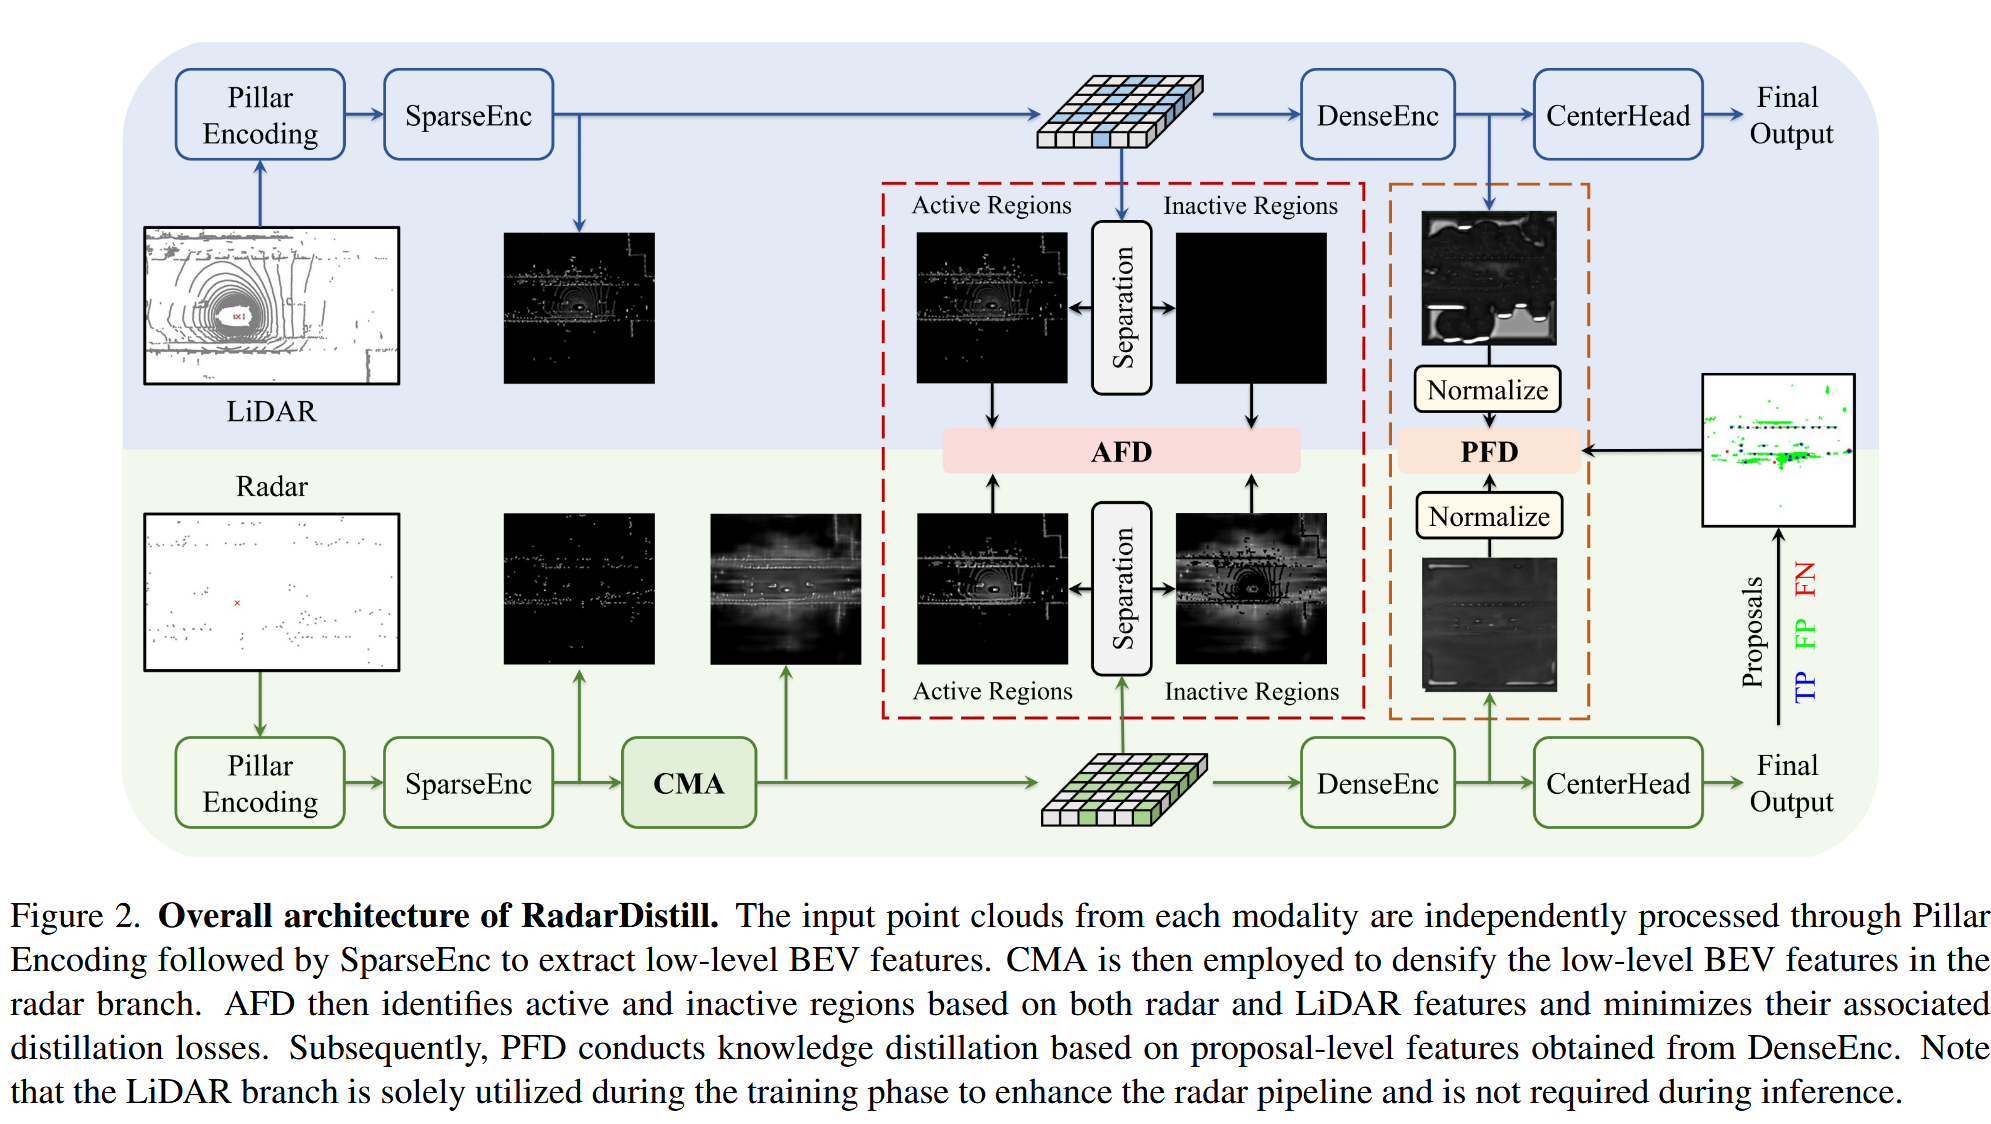 Pillar
Encoding
SparseEnc
DenseEnc
CenterHead
Final
Output
Active Regions
Inactive Regions
Separation
LiDAR
Normalize
AFD
PFD
Radar
Separation
Normalize
Active Regions
Inactive Regions
Proposals
TP FP FN
Pillar
Encoding
SparseEnc
CMA
DenseEnc
CenterHead
Final
Output
Figure 2. Overall architecture of RadarDistill. The input point clouds from each modality are independently processed through Pillar
Encoding followed by SparseEnc to extract low-level BEV features. CMA is then employed to densify the low-level BEV features in the
radar branch. AFD then identifies active and inactive regions based on both radar and LiDAR features and minimizes their associated
distillation losses. Subsequently, PFD conducts knowledge distillation based on proposal-level features obtained from DenseEnc. Note
that the LiDAR branch is solely utilized during the training phase to enhance the radar pipeline and is not required during inference.